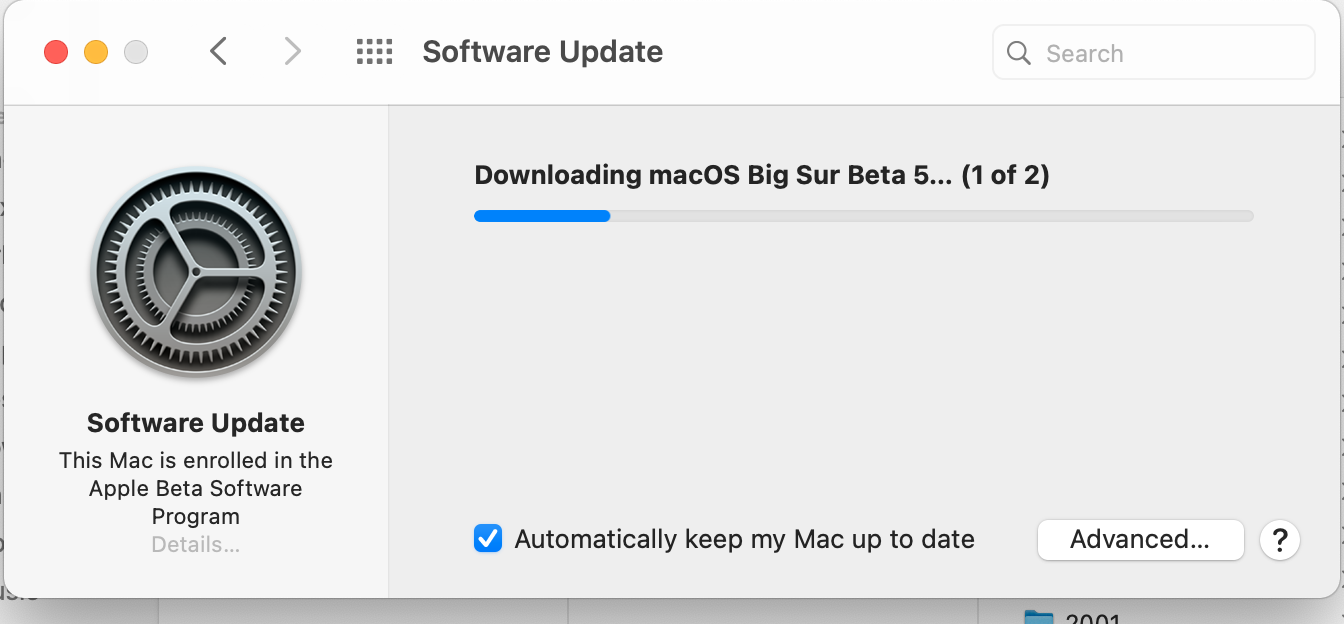 Software Update
Search
Downloading macOS Big Sur Beta 5... (1 of 2)
Software Update
This Mac is enrolled in the
Apple Beta Software
Program
Details...
Automatically keep my Mac up to date
Advanced...
?
2001